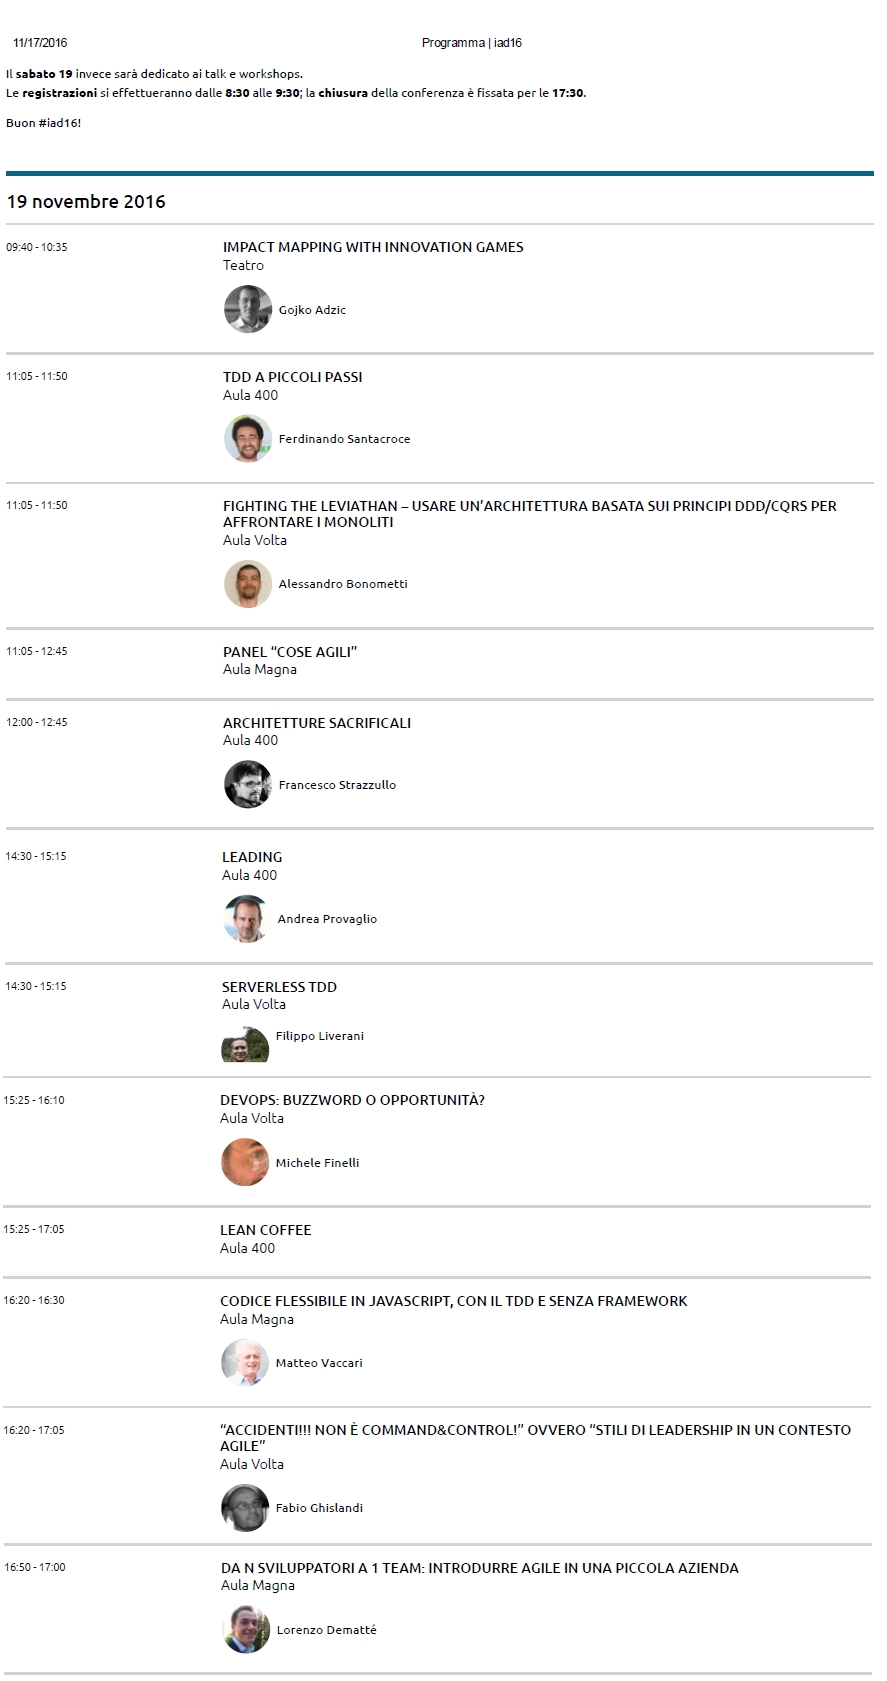 11/17/2016 Programma | iad16
Il sabato 19 invece sarà dedicato ai talk e workshops.
Le registrazioni si effettueranno dalle 8:30 alle 9:30; la chiusura della conferenza è fissata per le 17:30.
Buon #iad16!
19 novembre 2016
09:40 - 10:35 IMPACT MAPPING WITH INNOVATION GAMES
Teatro
Gojko Adzic
11:05 - 11:50 TDD A PICCOLI PASSI
Aula 400
Ferdinando Santacroce
11:05 - 11:50 FIGHTING THE LEVIATHAN – USARE UN’ARCHITETTURA BASATA SUI PRINCIPI DDD/CQRS PER
AFFRONTARE I MONOLITI
Aula Volta
Alessandro Bonometti
11:05 - 12:45 PANEL “COSE AGILI”
Aula Magna
12:00 - 12:45 ARCHITETTURE SACRIFICALI
Aula 400
Francesco Strazzullo
14:30 - 15:15 LEADING
Aula 400
Andrea Provaglio
14:30 - 15:15 SERVERLESS TDD
Aula Volta
Filippo Liverani
15:25 - 16:10 DEVOPS: BUZZWORD O OPPORTUNITÀ?
Aula Volta
Michele Finelli
15:25 - 17:05 LEAN COFFEE
Aula 400
16:20 - 16:30 CODICE FLESSIBILE IN JAVASCRIPT, CON IL TDD E SENZA FRAMEWORK
Aula Magna
Matteo Vaccari
16:20 - 17:05 “ACCIDENTI!!! NON È COMMAND&CONTROL!” OVVERO “STILI DI LEADERSHIP IN UN CONTESTO
AGILE”
Aula Volta
Fabio Ghislandi
16:50 - 17:00 DA N SVILUPPATORI A 1 TEAM: INTRODURRE AGILE IN UNA PICCOLA AZIENDA
Aula Magna
Lorenzo Dematté